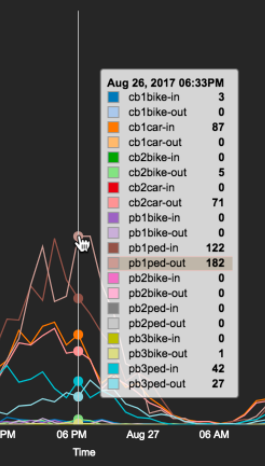 Aug 26, 2017 06:33PM
cb1bike-in 3
cb1bike-out 0
cb1car-in 87
cb1car-out 0
cb2bike-in 0
cb2bike-out 5
cb2car-in 0
cb2car-out 71
pb1bike-in 0
pb1bike-out 0
pb1ped-in 122
pb1ped-out 182
pb2bike-in 0
pb2bike-out 0
pb2ped-in 0
pb2ped-out 0
pb3bike-in 0
pb3bike-out 1
pb3ped-in 42
pb3ped-out 27
PM 06 PM Aug 27 06 AM
Time